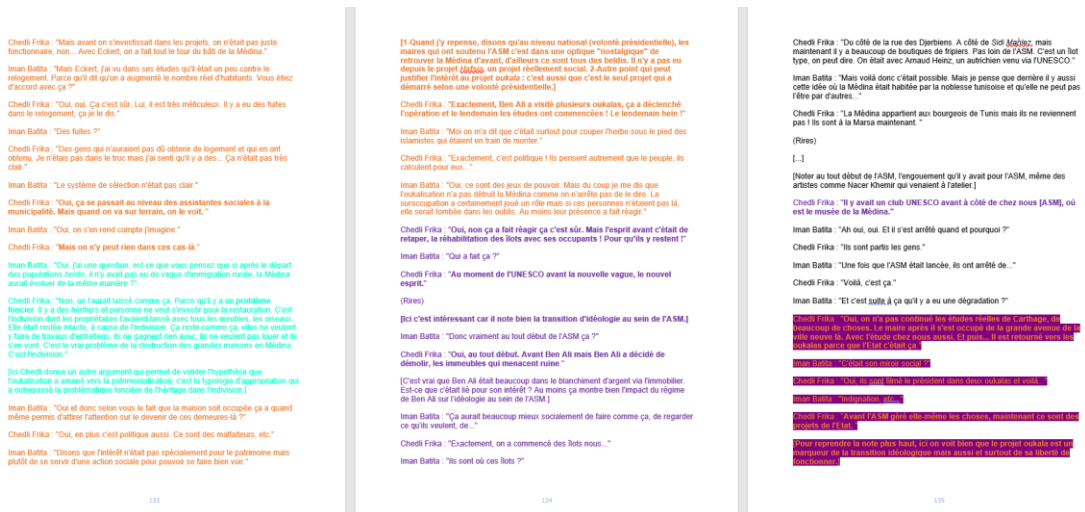 Chedli Frika : "Mais avant on s'investissait dans les projets, on n'était pas juste
fonctionnaire, non... Avec Eckert, on a fait tout le tour du bâti de la Médina."
Iman Batita : "Mais Eckert, j'ai vu dans ses études qu'il était un peu contre le
relogement. Parce qu'il dit qu'on a augmenté le nombre réel d'habitants. Vous étiez
d'accord avec ça ?"
Chedli Frika : "Oui, oui. Ça c'est sûr. Lui, il est très méticuleux. Il y a eu des fuites
dans le relogement, ça je le dis."
Iman Batita : "Des fuites ?"
Chedli Frika : "Des gens qui n'auraient pas dû obtenir de logement et qui en ont
obtenu. Je n'étais pas dans le truc mais j'ai senti qu'il y a des... Ça n'était pas très
clair."
Iman Batita : "Le système de sélection n'était pas clair."
Chedli Frika : "Oui, ça se passait au niveau des assistantes sociales à la
municipalité. Mais quand on va sur terrain, on le voit. "
Iman Batita : "Oui, on s'en rend compte j'imagine."
Chedli Frika : "Mais on n'y peut rien dans ces cas-là."
Iman Batita : "Oui, j'ai une question, est-ce que vous pensez que si après le départ
des populations beldis, il n'y avait pas eu de vague d'immigration rurale, la Médina
aurait évoluer de la même manière ?"
Chedli Frika : "Non, on l'aurait laissé comme ça. Parce qu'il y a un problème
foncier. Il y a des héritiers et personne ne veut s'investir pour la restauration. C'est
l'indivision dont les propriétaires l'avaient laissé avec tous les meubles, les oiseaux.
Elle était restée intacte, à cause de l'indivision. Ça reste comme ça, elles ne veulent
y faire de travaux d'entretiens, ils ne gagnent rien avec, ils ne veulent pas louer et ils
s'en vont. C'est le vrai problème de la destruction des grandes maisons en Médina.
C'est l'indivision."
[Ici Chedli donne un autre argument qui permet de valider l'hypothèse que
l'oukalisation a amené vers la patrimonialisation, c'est la typologie d'appropriation qui
a outrepassé la problématique foncière de l'héritage dans l'indivision.]
Iman Batita : "Oui et donc selon vous le fait que la maison soit occupée ça a quand
même permis d'attirer l'attention sur le devenir de ces demeures-là ?"
Chedli Frika : "Oui, en plus c'est politique aussi. Ce sont des malfaiteurs, etc."
Iman Batita : "Disons que l'intérêt n'était pas spécialement pour le patrimoine mais
plutôt de se servir d'une action sociale pour pouvoir se faire bien voir."
133
[1-Quand j'y repense, disons qu'au niveau national (volonté présidentielle), les
maires qui ont soutenu l'ASM c'est dans une optique "nostalgique" de
retrouver la Médina d'avant, d'ailleurs ce sont tous des beldis. Il n'y a pas eu
depuis le projet Hafsia, un projet réellement social. 2-Autre point qui peut
justifier l'intérêt au projet oukala : c'est aussi que c'est le seul projet qui a
démarré selon une volonté présidentielle.]
Chedli Frika : "Exactement, Ben Ali a visité plusieurs oukalas, ça a déclenché
l'opération et le lendemain les études ont commencées ! Le lendemain hein !"
Iman Batita : "Moi on m'a dit que c'était surtout pour couper l'herbe sous le pied des
islamistes qui étaient en train de monter."
Chedli Frika : "Exactement, c'est politique ! Ils pensent autrement que le peuple, ils
calculent pour eux..."
Iman Batita : "Oui, ce sont des jeux de pouvoir. Mais du coup je me dis que
l'oukalisation n'a pas détruit la Médina comme on n'arrête pas de le dire. La
suroccupation a certainement joué un rôle mais si ces personnes n'étaient pas là,
elle serait tombée dans les oublis. Au moins leur présence a fait réagir."
Chedli Frika : "Oui, non ça a fait réagir ça c'est sûr. Mais l'esprit avant c'était de
retaper, la réhabilitation des îlots avec ses occupants ! Pour qu'ils y restent !"
Iman Batita : "Qui a fait ça ?"
Chedli Frika : "Au moment de l'UNESCO avant la nouvelle vague, le nouvel
esprit."
(Rires)
[Ici c'est intéressant car il note bien la transition d'idéologie au sein de l'ASM.]
Iman Batita : "Donc vraiment au tout début de l'ASM ça ?"
Chedli Frika : "Oui, au tout début. Avant Ben Ali mais Ben Ali a décidé de
démolir, les immeubles qui menacent ruine."
[C'est vrai que Ben Ali était beaucoup dans le blanchiment d'argent via l'immobilier.
Est-ce que c'était lié pour son intérêt ? Au moins ça montre bien l'impact du régime
de Ben Ali sur l'idéologie au sein de l'ASM.]
Iman Batita : "Ça aurait beaucoup mieux socialement de faire comme ça, de regarder
ce qu'ils veulent, de..."
Chedli Frika : "Exactement, on a commencé des îlots nous..."
Iman Batita : "Ils sont où ces îlots ?"
134
Chedli Frika : "Du côté de la rue des Djerbiens. A côté de Sidi Mahrez, mais
maintenant il y a beaucoup de boutiques de fripiers. Pas loin de l'ASM. C'est un îlot
type, on peut dire. On était avec Arnaud Heinz, un autrichien venu via l'UNESCO."
Iman Batita : "Mais voilà donc c'était possible. Mais je pense que derrière il y a aussi
cette idée où la Médina était habitée par la noblesse tunisoise et qu'elle ne peut pas
l'être par d'autres..."
Chedli Frika : "La Médina appartient aux bourgeois de Tunis mais ils ne reviennent
pas ! Ils sont à la Marsa maintenant. "
(Rires)
[...]
[Noter au tout début de l'ASM, l'engouement qu'il y avait pour l'ASM, même des
artistes comme Nacer Khemir qui venaient à l'atelier.]
Chedli Frika : "Il y avait un club UNESCO avant à côté de chez nous [ASM], où
est le musée de la Médina."
Iman Batita : "Ah oui, oui. Et il s'est arrêté quand et pourquoi ?"
Chedli Frika : "Ils sont partis les gens."
Iman Batita : "Une fois que l'ASM était lancée, ils ont arrêté de..."
Chedli Frika : "Voilà, c'est ça."
Iman Batita : "Et c'est suite à ça qu'il y a eu une dégradation ?"
Chedli Frika : "Oui, on n'a pas continué les études réelles de Carthage, de
beaucoup de choses. Le maire après il s'est occupé de la grande avenue de la
ville neuve là. Avec l'étude chez nous aussi. Et puis... Il est retourné vers les
oukalas parce que l'Etat c'était ça."
Iman Batita : "C'était son miroir social ?"
Chedli Frika : "Oui, ils sont filmé le président dans deux oukalas et voilà..."
Iman Batita : "Indignation, etc..."
Chedli Frika : "Avant l'ASM géré elle-même les choses, maintenant ce sont des
projets de l'Etat. "
[Pour reprendre la note plus haut, ici on voit bien que le projet oukala est un
marqueur de la transition idéologique mais aussi et surtout de sa liberté de
fonctionner.]
135